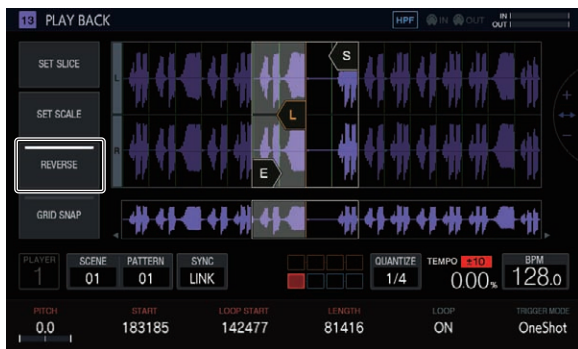 13 PLAY BACK HPF IN OUT IN OUT
SET SLICE
L S
SET SCALE
L
R
REVERSE
E
GRID SNAP
PLAYER SCENE PATTERN SYNC QUANTIZE TEMPO ±10 BPM
1 01 01 LINK 1/4 0.00% 128.0
PITCH START LOOP START LENGTH LOOP TRIGGER MODE
0.0 183185 142477 81416 ON OneShot